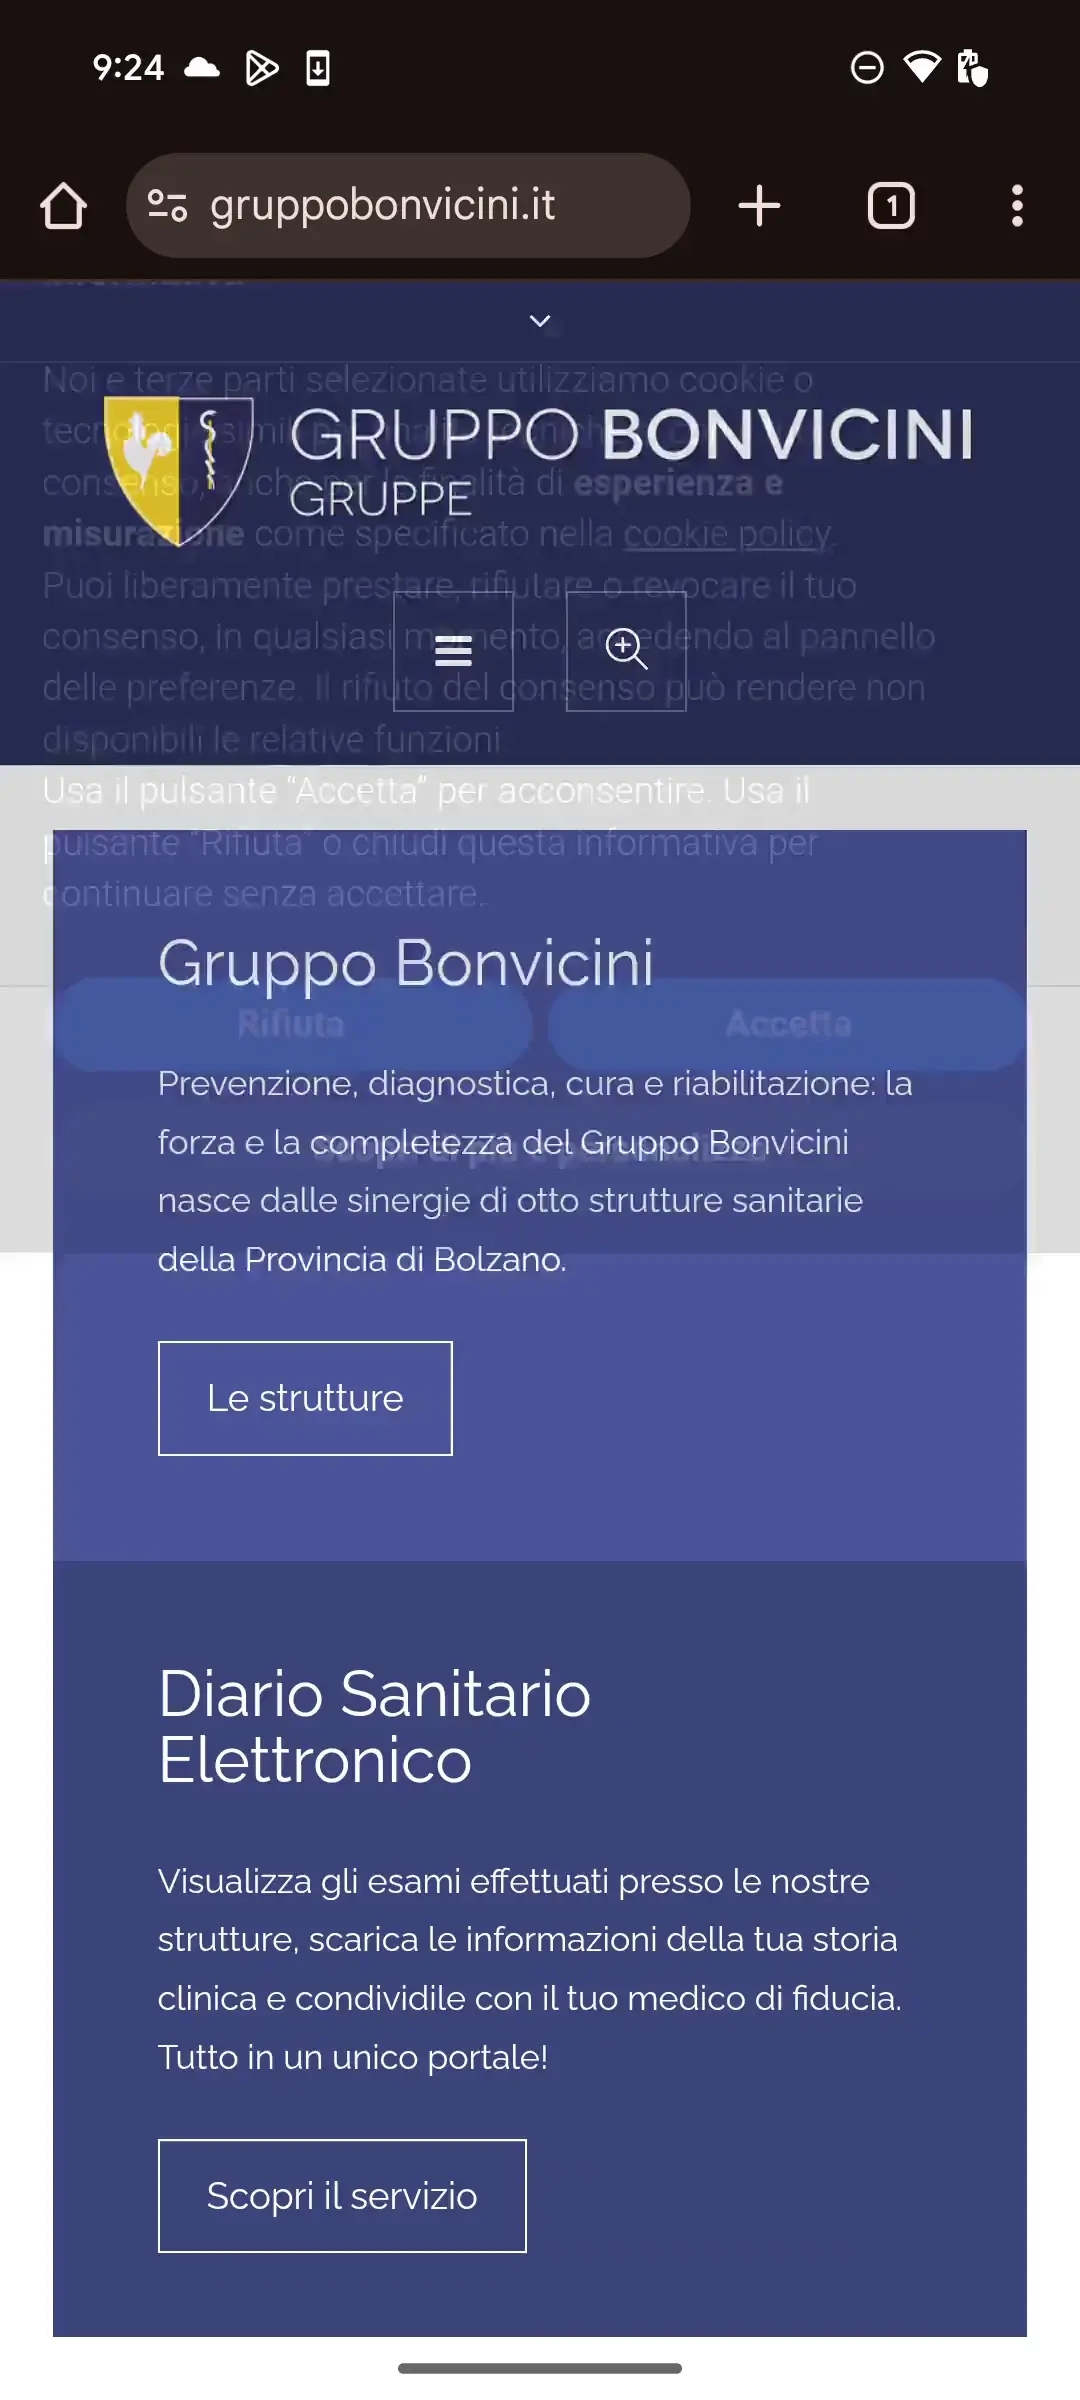 9:24
gruppobonvicini.it
1
Noi e terze parti selezionate utilizziamo cookie o
GRUPPO BONVICINI
consenso, anche per le finalità di esperienza e
GRUPPE
misurazione come specificato nella cookie policy.
Puoi liberamente prestare, rifiutare o revocare il tuo
consenso, in qualsiasi momento, accedendo al pannello
delle preferenze. Il rifiuto del consenso può rendere non
disponibili le relative funzioni.
Usa il pulsante “Accetta” per acconsentire. Usa il
pulsante “Rifiuta” o chiudi questa informativa per
continuare senza accettare.
Gruppo Bonvicini
Rifiuta Accetta
Prevenzione, diagnostica, cura e riabilitazione: la
forza e la completezza del Gruppo Bonvicini
nasce dalle sinergie di otto strutture sanitarie
della Provincia di Bolzano.
Le strutture
Diario Sanitario
Elettronico
Visualizza gli esami effettuati presso le nostre
strutture, scarica le informazioni della tua storia
clinica e condividile con il tuo medico di fiducia.
Tutto in un unico portale!
Scopri il servizio